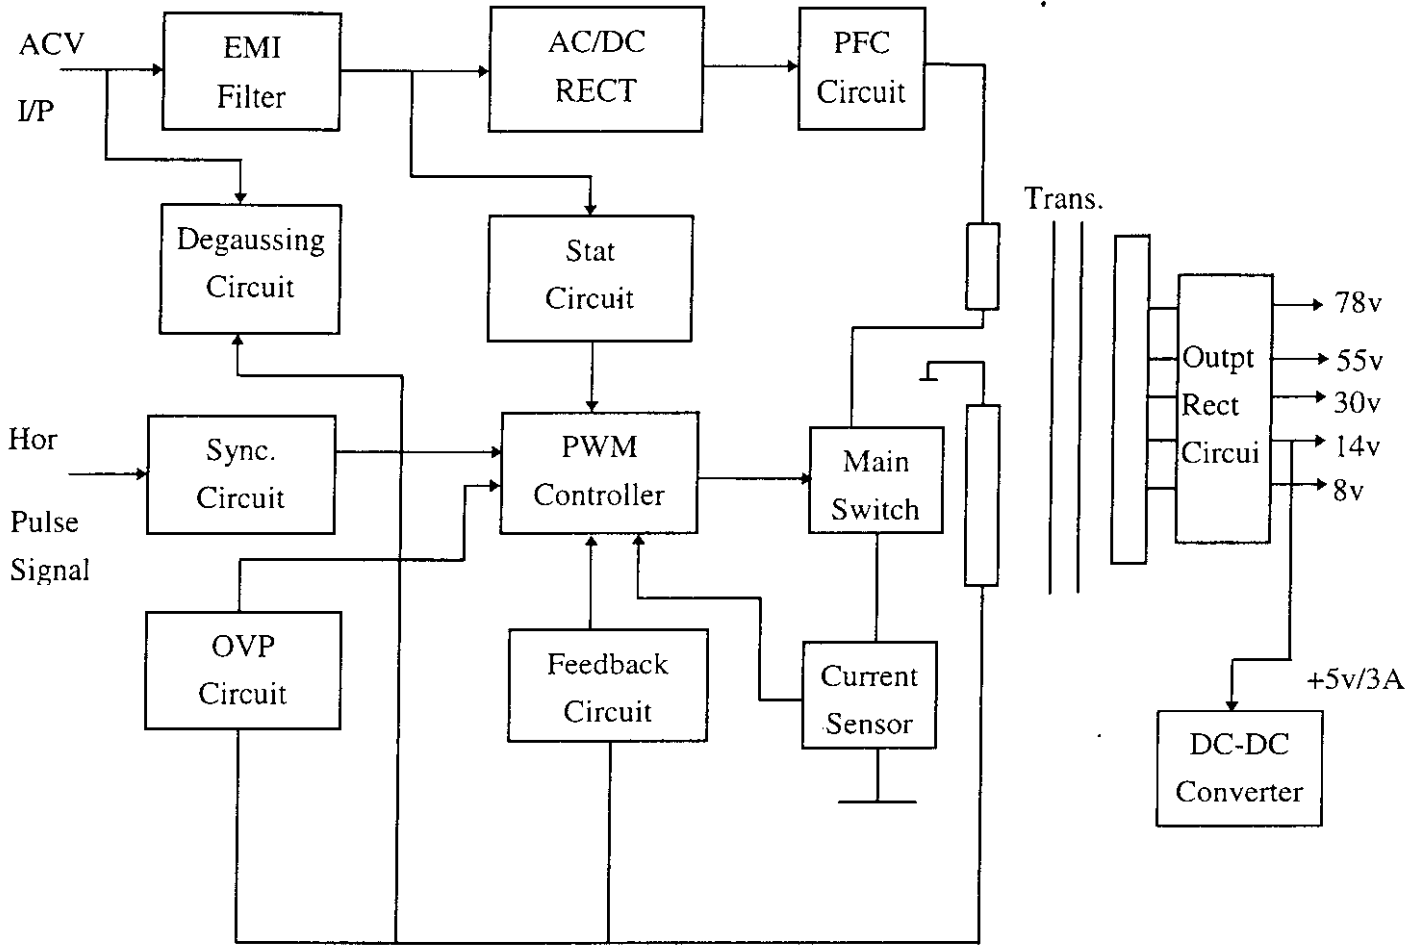 ACV
I/P
EMI
Filter
AC/DC
RECT
PFC
Circuit
Trans.
Degaussing
Circuit
Stat
Circuit
78v
55v
30v
14v
8v
Outpt
Rect
Circui
Hor
Pulse
Signal
Sync.
Circuit
PWM
Controller
Main
Switch
OVP
Circuit
Feedback
Circuit
Current
Sensor
+5v/3A
DC-DC
Converter